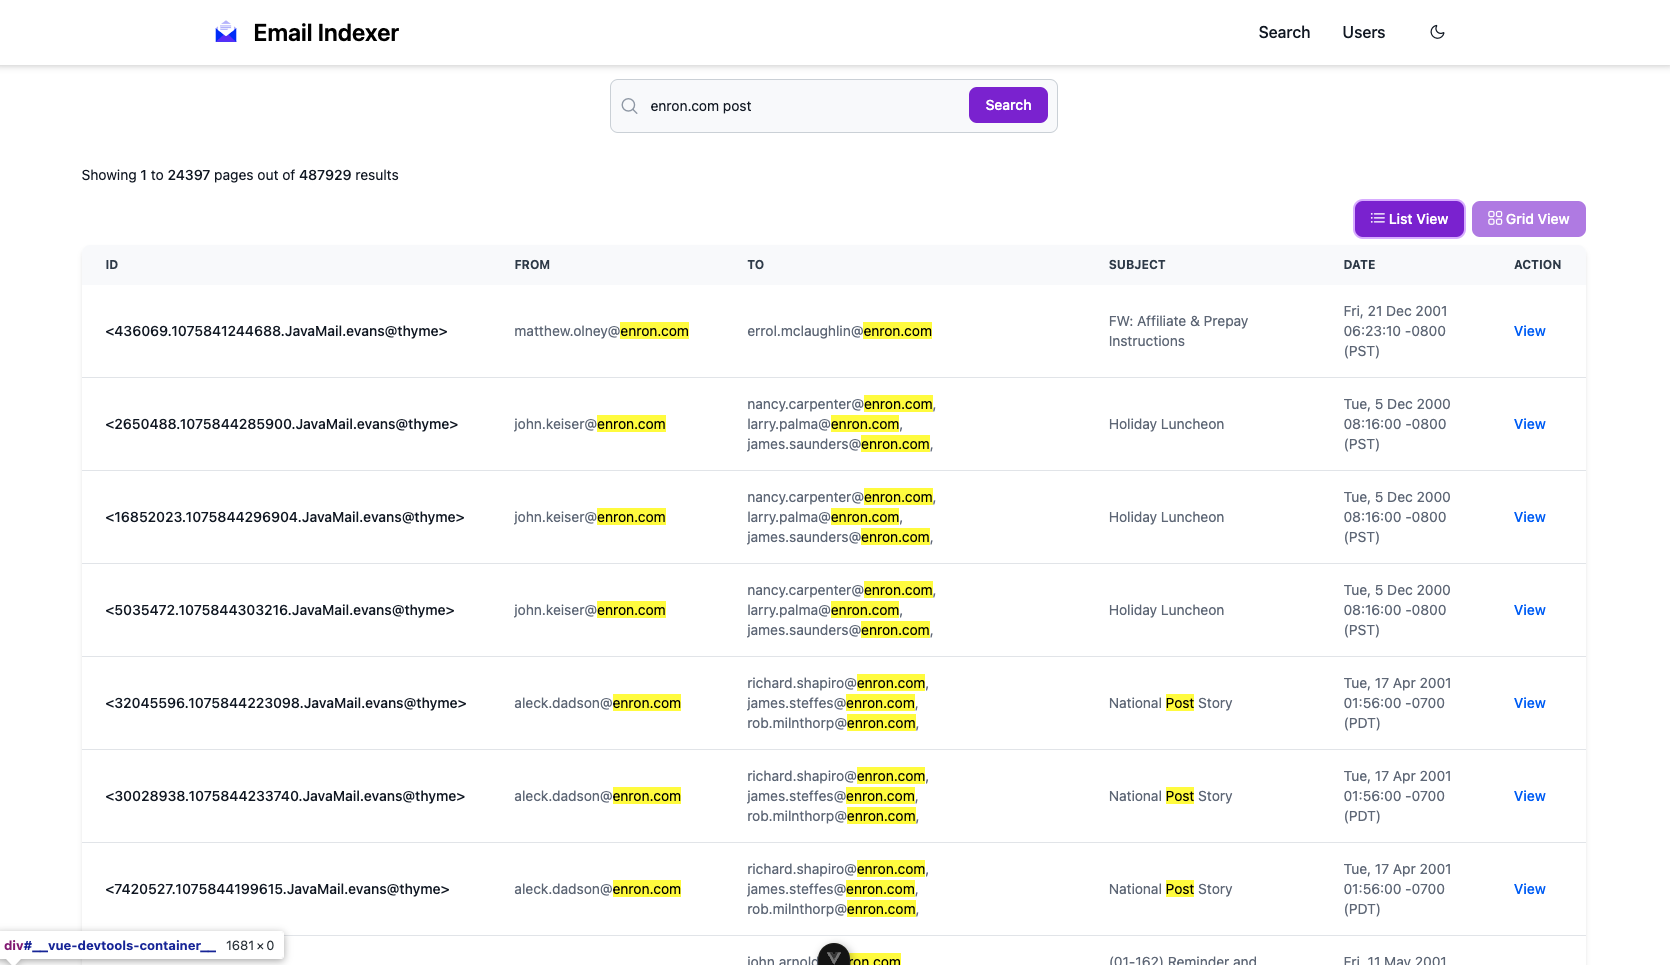 Email Indexer
Search Users
enron.com post
Search
Showing 1 to 24397 pages out of 487929 results
List View
Grid View
ID FROM TO SUBJECT DATE ACTION
<436069.1075841244688.JavaMail.evans@thyme>
matthew.olney@enron.com
errol.mclaughlin@enron.com
FW: Affiliate & Prepay
Instructions
Fri, 21 Dec 2001
06:23:10 -0800
(PST)
View
<2650488.1075844285900.JavaMail.evans@thyme>
john.keiser@enron.com
nancy.carpenter@enron.com,
larry.palma@enron.com,
james.saunders@enron.com,
Holiday Luncheon
Tue, 5 Dec 2000
08:16:00 -0800
(PST)
View
<16852023.1075844296904.JavaMail.evans@thyme>
john.keiser@enron.com
nancy.carpenter@enron.com,
larry.palma@enron.com,
james.saunders@enron.com,
Holiday Luncheon
Tue, 5 Dec 2000
08:16:00 -0800
(PST)
View
<5035472.1075844303216.JavaMail.evans@thyme>
john.keiser@enron.com
nancy.carpenter@enron.com,
larry.palma@enron.com,
james.saunders@enron.com,
Holiday Luncheon
Tue, 5 Dec 2000
08:16:00 -0800
(PST)
View
<32045596.1075844223098.JavaMail.evans@thyme>
aleck.dadson@enron.com
richard.shapiro@enron.com,
james.steffes@enron.com,
rob.milnthorp@enron.com,
National Post Story
Tue, 17 Apr 2001
01:56:00 -0700
(PDT)
View
<30028938.1075844233740.JavaMail.evans@thyme>
aleck.dadson@enron.com
richard.shapiro@enron.com,
james.steffes@enron.com,
rob.milnthorp@enron.com,
National Post Story
Tue, 17 Apr 2001
01:56:00 -0700
(PDT)
View
<7420527.1075844199615.JavaMail.evans@thyme>
aleck.dadson@enron.com
richard.shapiro@enron.com,
james.steffes@enron.com,
rob.milnthorp@enron.com,
National Post Story
Tue, 17 Apr 2001
01:56:00 -0700
(PDT)
View
div#__vue-devtools-container__ 1681×0
(01-162) Reminder and
Fri, 11 May 2001